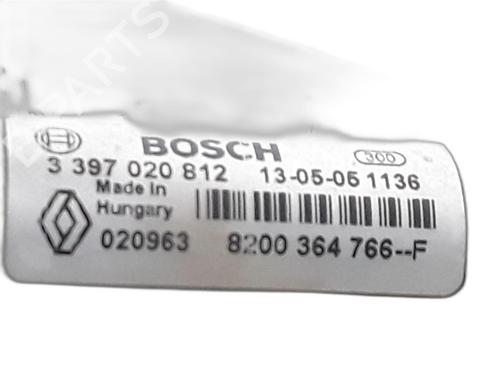 BOSCH 300
3 397 020 812 13-05-05 1136
Made in
Hungary
020963 8200 364 766--F